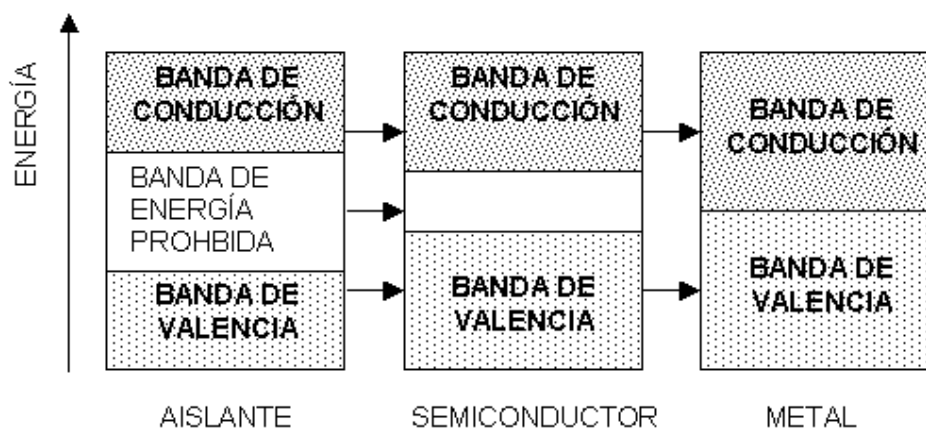 ENERGÍA
BANDA DE
CONDUCCIÓN
BANDA DE
ENERGÍA
PROHBIDA
BANDA DE
VALENCIA
AISLANTE
BANDA DE
CONDUCCIÓN
BANDA DE
VALENCIA
SEMICONDUCTOR
BANDA DE
CONDUCCIÓN
BANDA DE
VALENCIA
METAL